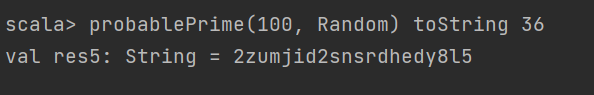 scala> probablePrime(100, Random) toString 36
val res5: String = 2zumjid2snsrdhedy8l5